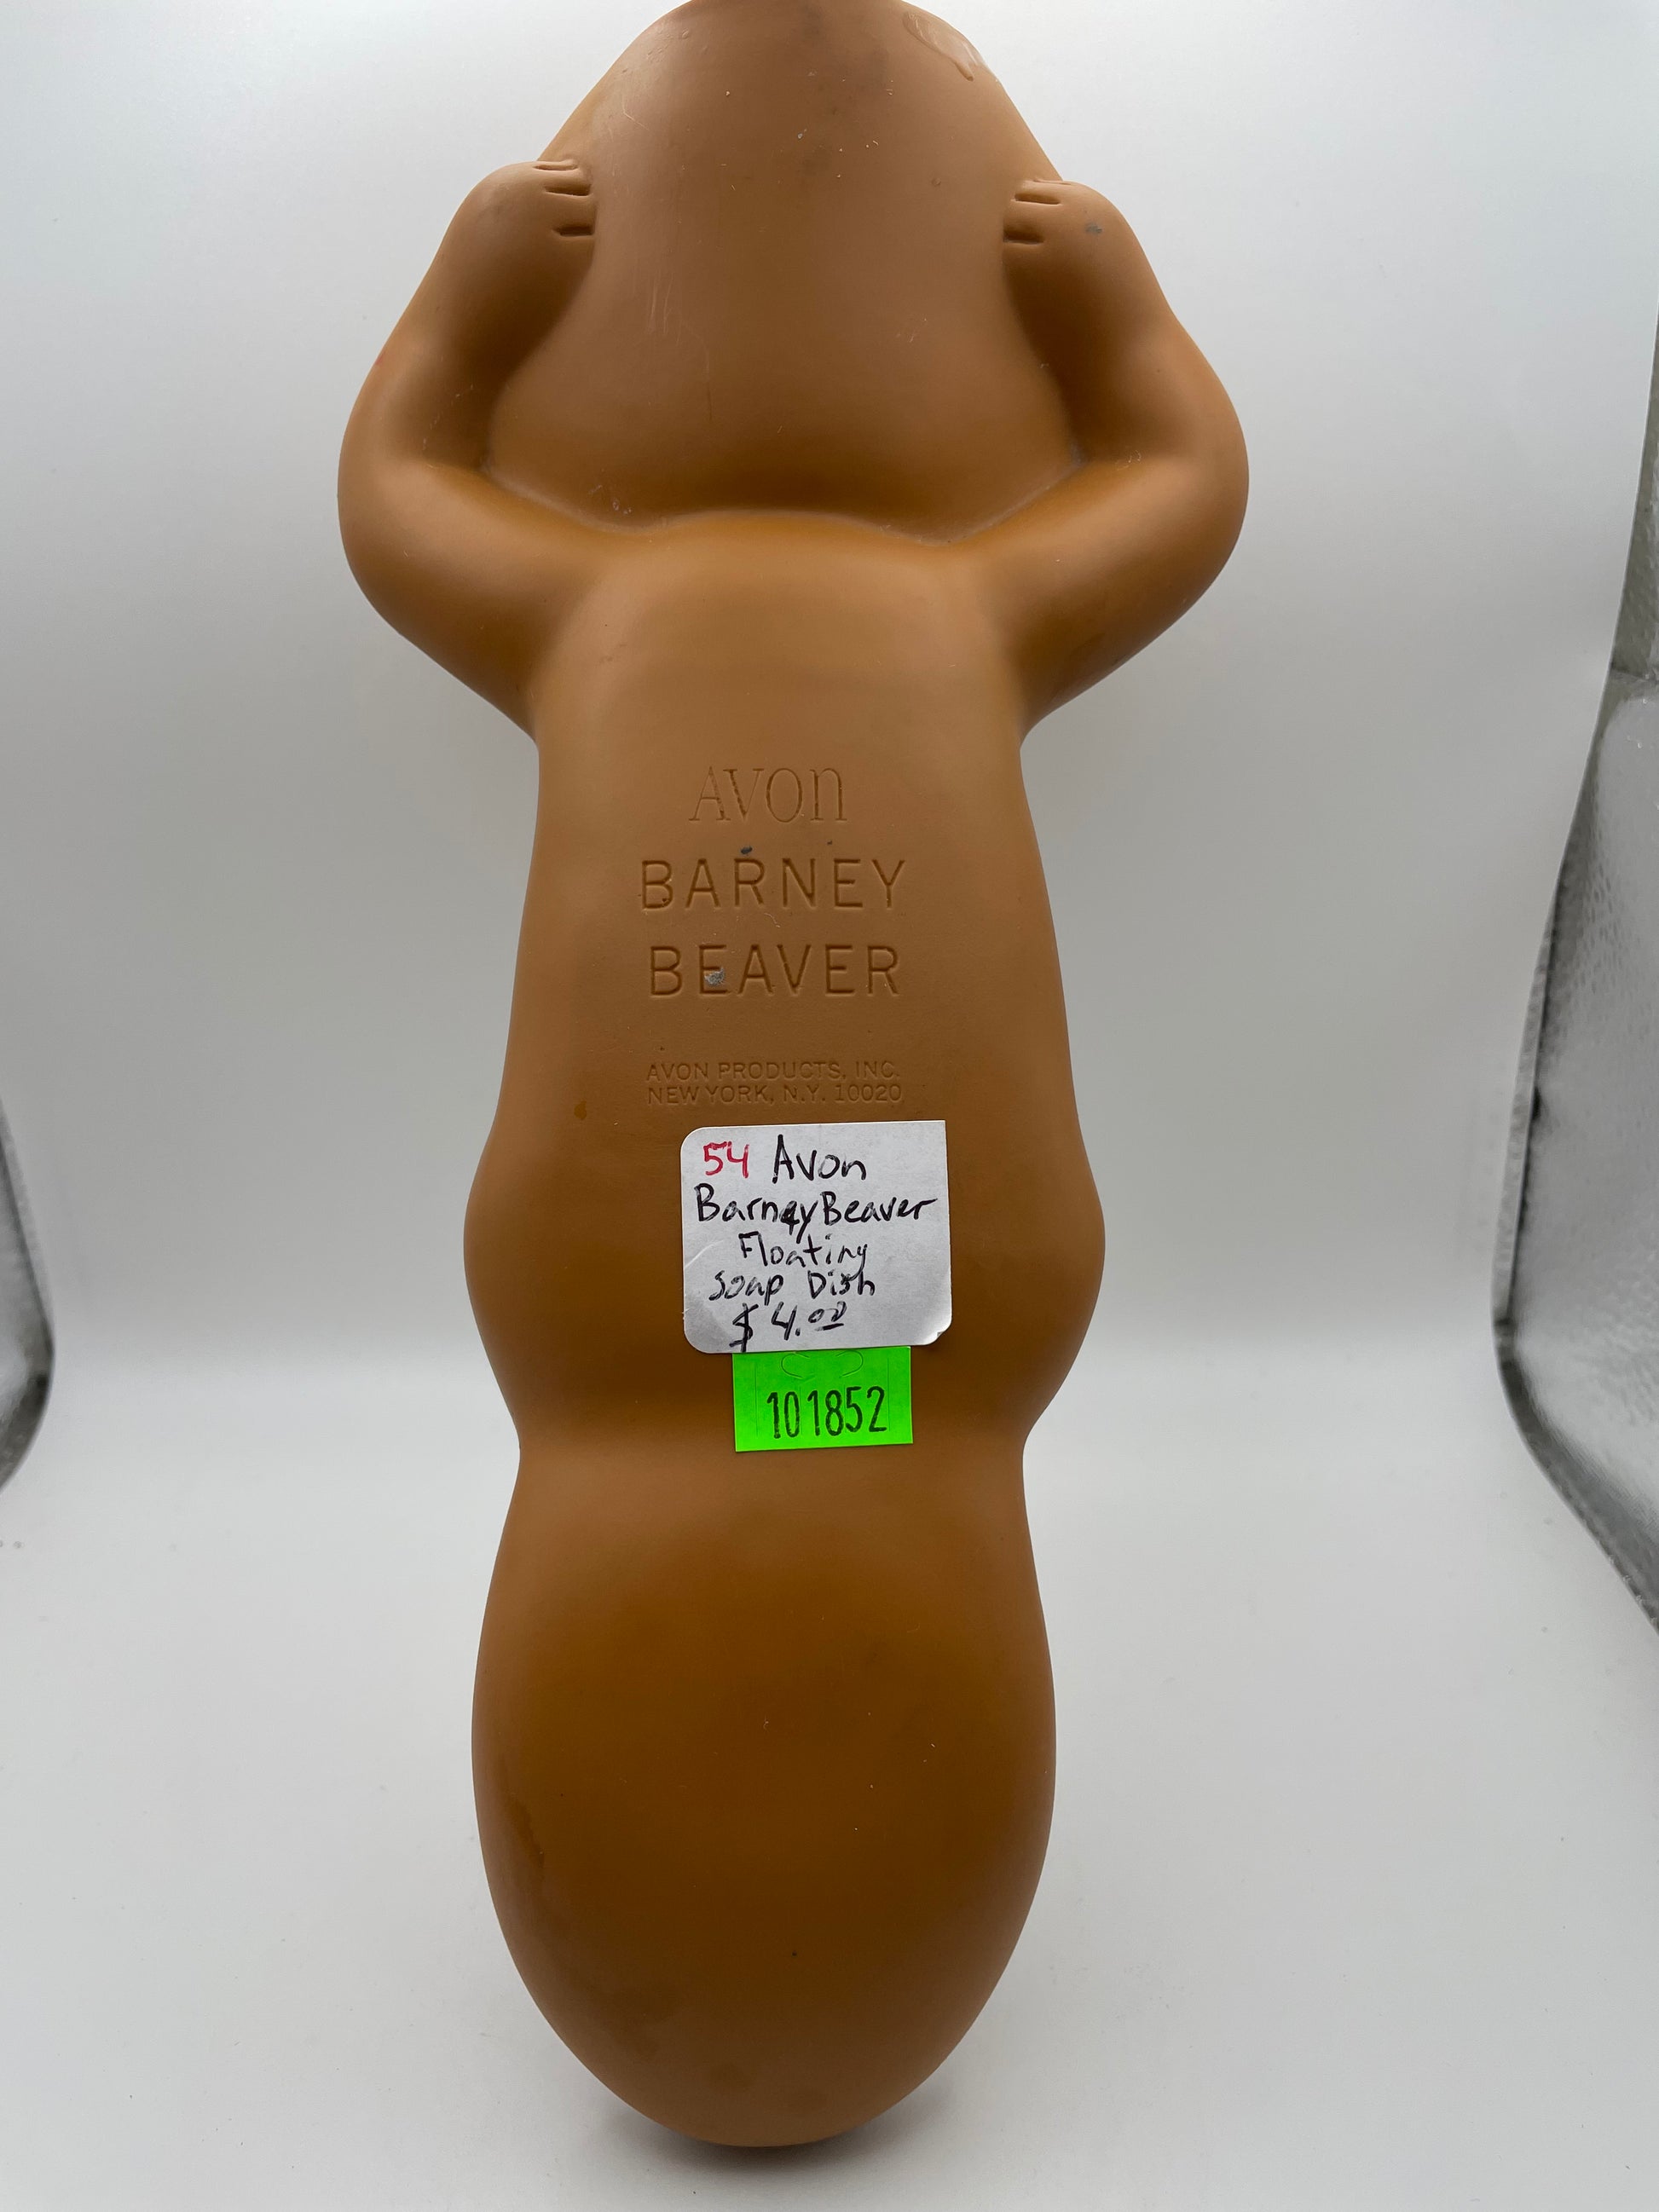 AVON
BARNEY
BEAVER
AVON PRODUCTS, INC.
NEW YORK, N.Y. 10020
54 Avon
Barney Beaver
Floating
Soap Dish
$4.00
101852